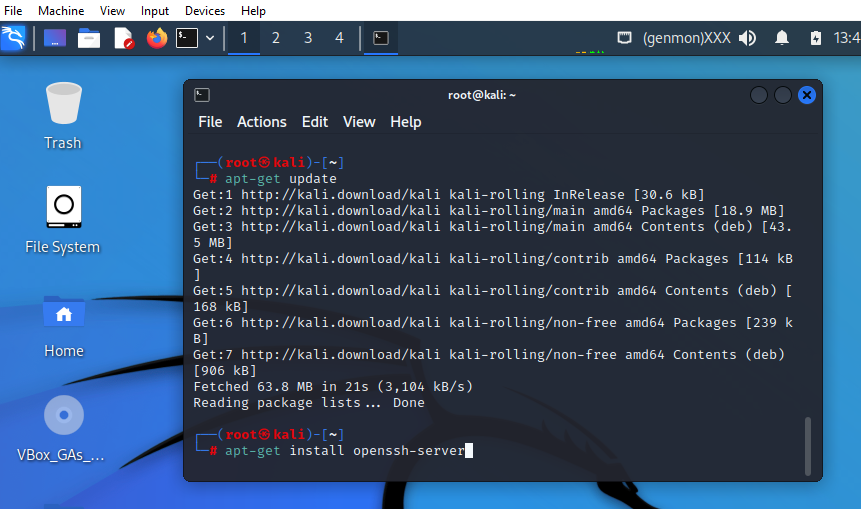 File Machine View Input Devices Help
1 2 3 4 (genmon)XXX 13:4
Trash
File System
Home
VBox_GAs_...
root@kali: ~
File Actions Edit View Help
┌──(root㉿kali)-[~]
└─# apt-get update
Get:1 http://kali.download/kali kali-rolling InRelease [30.6 kB]
Get:2 http://kali.download/kali kali-rolling/main amd64 Packages [18.9 MB]
Get:3 http://kali.download/kali kali-rolling/main amd64 Contents (deb) [43.
5 MB]
Get:4 http://kali.download/kali kali-rolling/contrib amd64 Packages [114 kB
]
Get:5 http://kali.download/kali kali-rolling/contrib amd64 Contents (deb) [
168 kB]
Get:6 http://kali.download/kali kali-rolling/non-free amd64 Packages [239 k
B]
Get:7 http://kali.download/kali kali-rolling/non-free amd64 Contents (deb)
[906 kB]
Fetched 63.8 MB in 21s (3,104 kB/s)
Reading package lists... Done
┌──(root㉿kali)-[~]
└─# apt-get install openssh-server